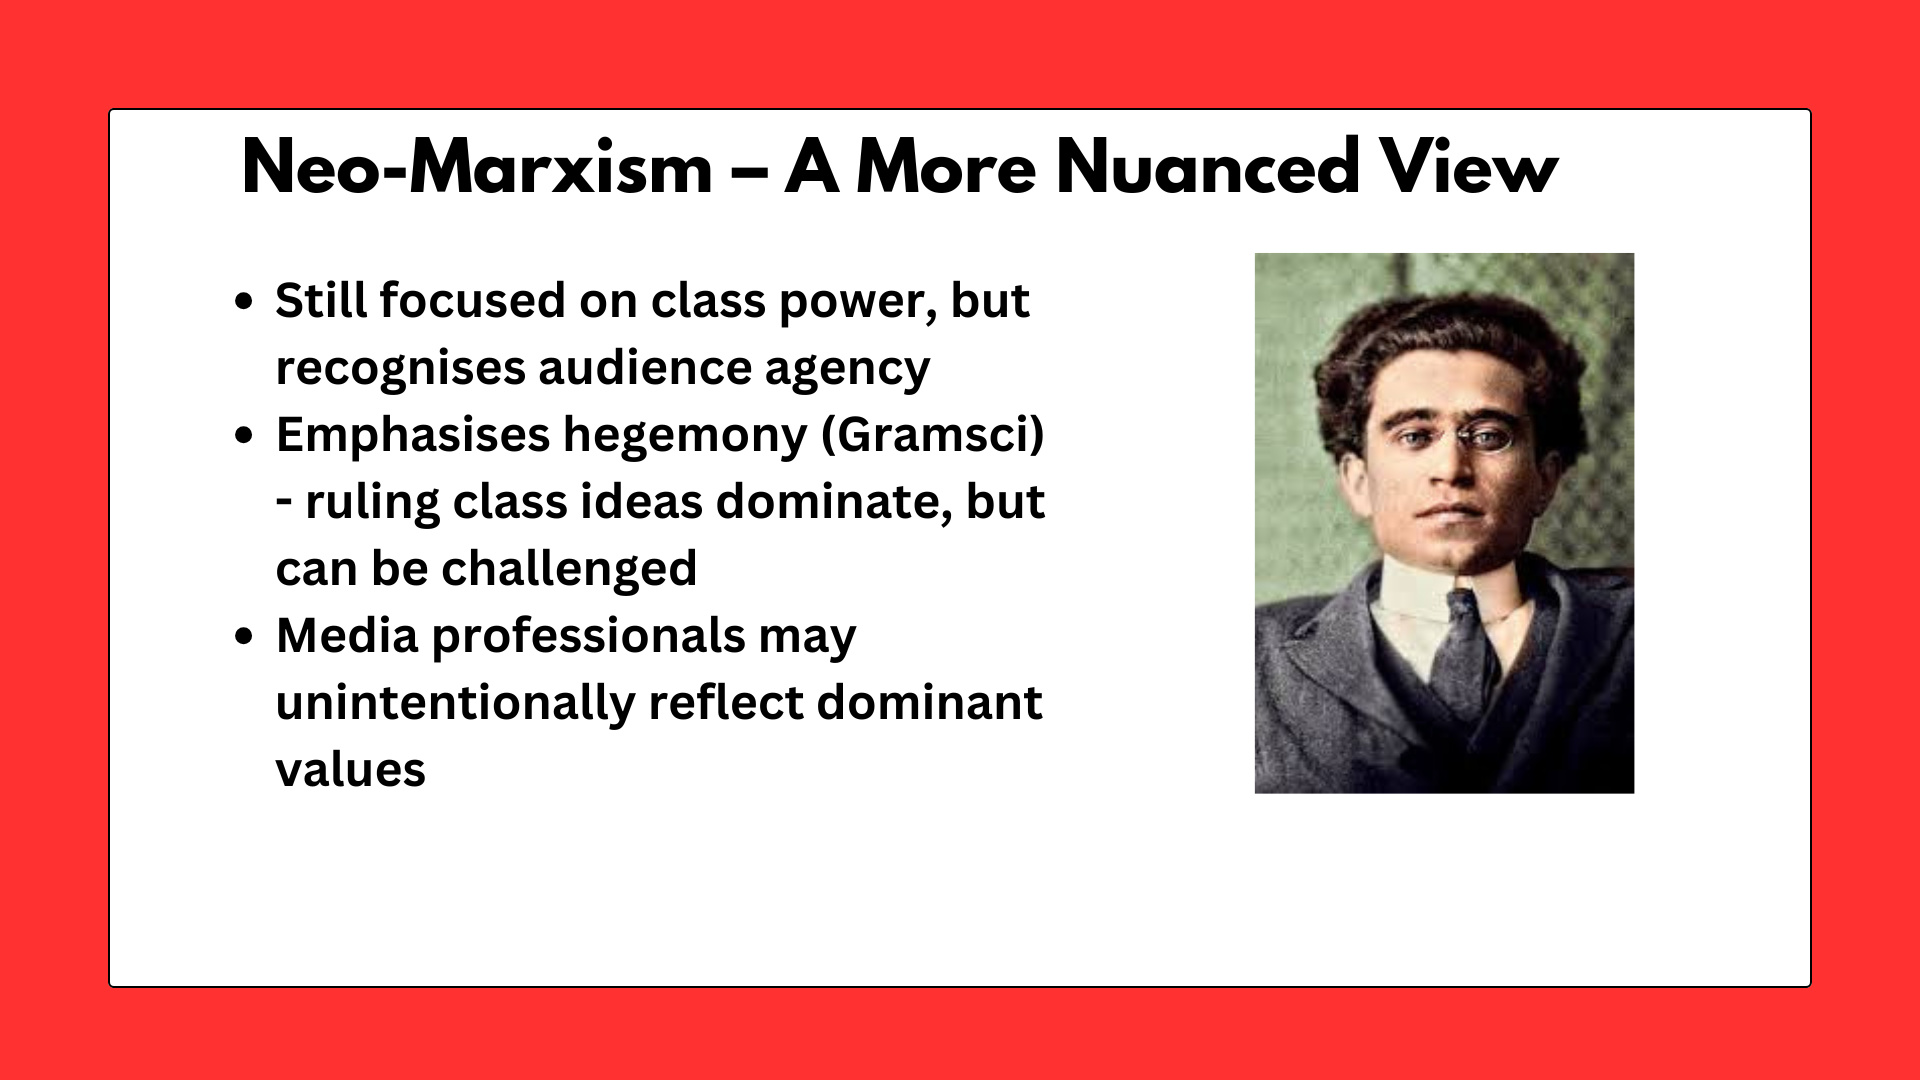 Neo-Marxism – A More Nuanced View
• Still focused on class power, but
recognises audience agency
• Emphasises hegemony (Gramsci)
- ruling class ideas dominate, but
can be challenged
• Media professionals may
unintentionally reflect dominant
values